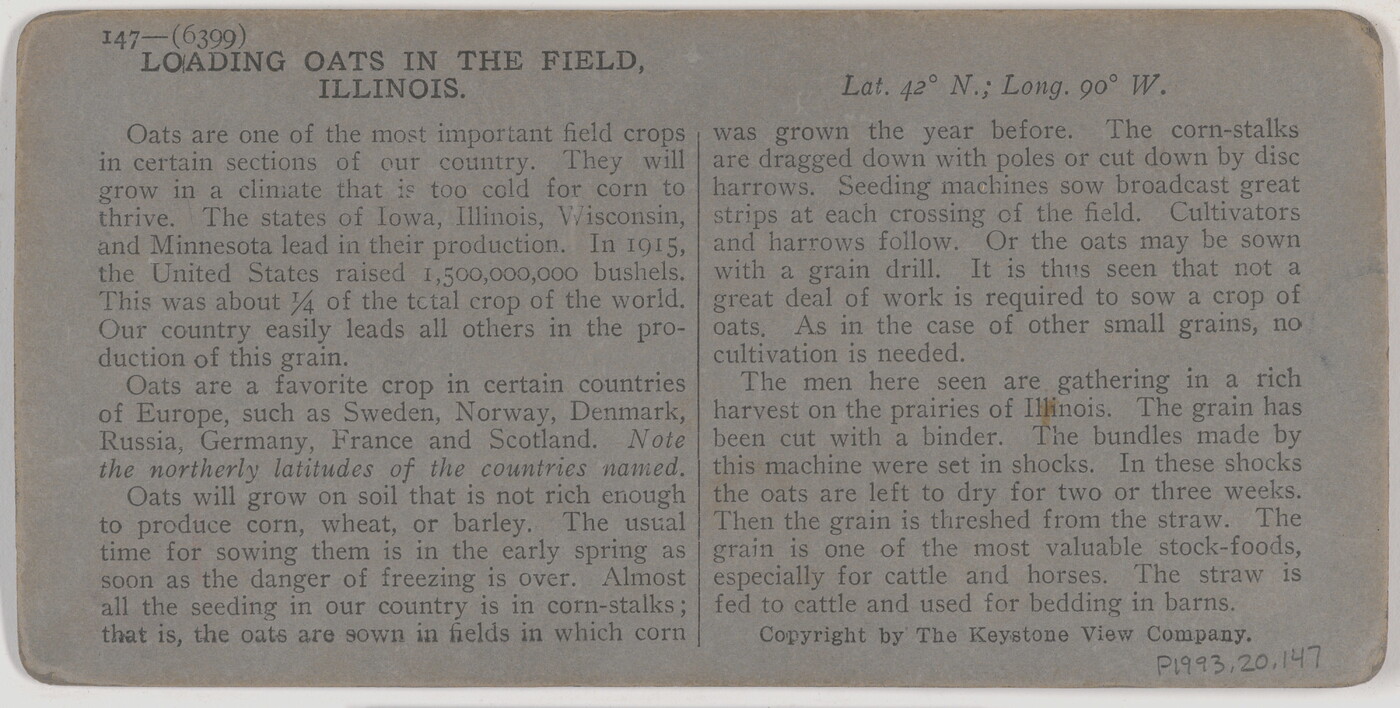 147—(6399)
LOADING OATS IN THE FIELD,
ILLINOIS.
Lat. 42° N.; Long. 90° W.
Oats are one of the most important field crops
in certain sections of our country. They will
grow in a climate that is too cold for corn to
thrive. The states of Iowa, Illinois, Wisconsin,
and Minnesota lead in their production. In 1915,
the United States raised 1,500,000,000 bushels.
This was about ¼ of the total crop of the world.
Our country easily leads all others in the pro-
duction of this grain.
Oats are a favorite crop in certain countries
of Europe, such as Sweden, Norway, Denmark,
Russia, Germany, France and Scotland. Note
the northerly latitudes of the countries named.
Oats will grow on soil that is not rich enough
to produce corn, wheat, or barley. The usual
time for sowing them is in the early spring as
soon as the danger of freezing is over. Almost
all the seeding in our country is in corn-stalks;
that is, the oats are sown in fields in which corn
was grown the year before. The corn-stalks
are dragged down with poles or cut down by disc
harrows. Seeding machines sow broadcast great
strips at each crossing of the field. Cultivators
and harrows follow. Or the oats may be sown
with a grain drill. It is thus seen that not a
great deal of work is required to sow a crop of
oats. As in the case of other small grains, no
cultivation is needed.
The men here seen are gathering in a rich
harvest on the prairies of Illinois. The grain has
been cut with a binder. The bundles made by
this machine were set in shocks. In these shocks
the oats are left to dry for two or three weeks.
Then the grain is threshed from the straw. The
grain is one of the most valuable stock-foods,
especially for cattle and horses. The straw is
fed to cattle and used for bedding in barns.
Copyright by The Keystone View Company.
P1993.20.147